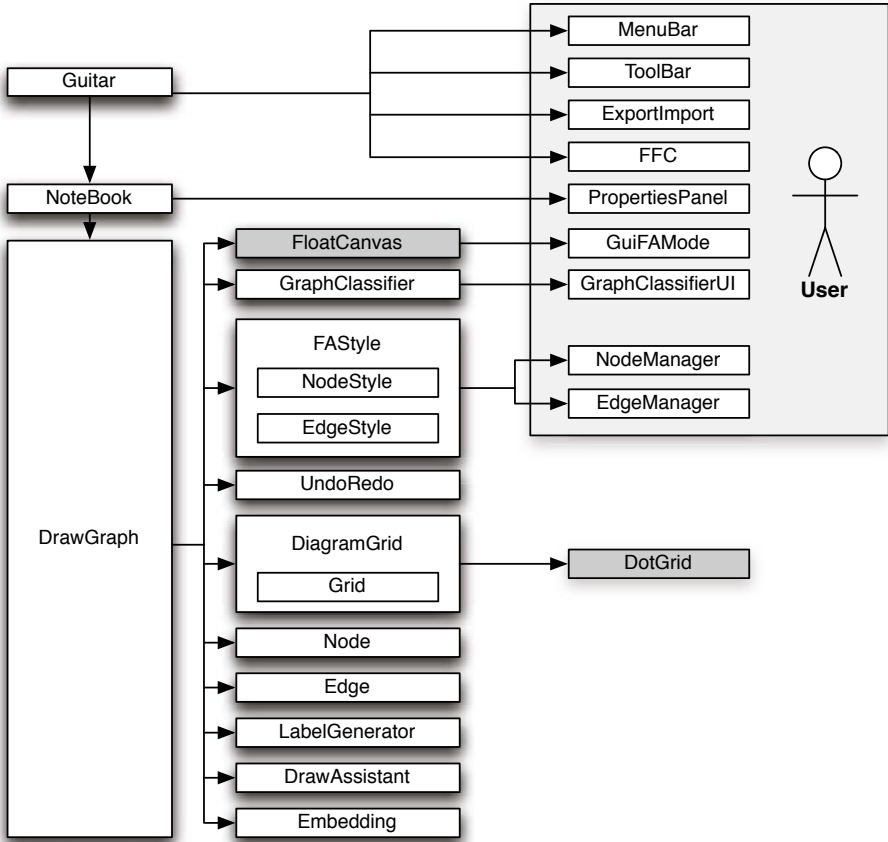 MenuBar
Guitar
ToolBar
ExportImport
FFC
NoteBook
PropertiesPanel
FloatCanvas
GuiFAMode
GraphClassifier
GraphClassifierUI
User
FAStyle
NodeStyle
EdgeStyle
NodeManager
EdgeManager
UndoRedo
DrawGraph
DiagramGrid
Grid
DotGrid
Node
Edge
LabelGenerator
DrawAssistant
Embedding